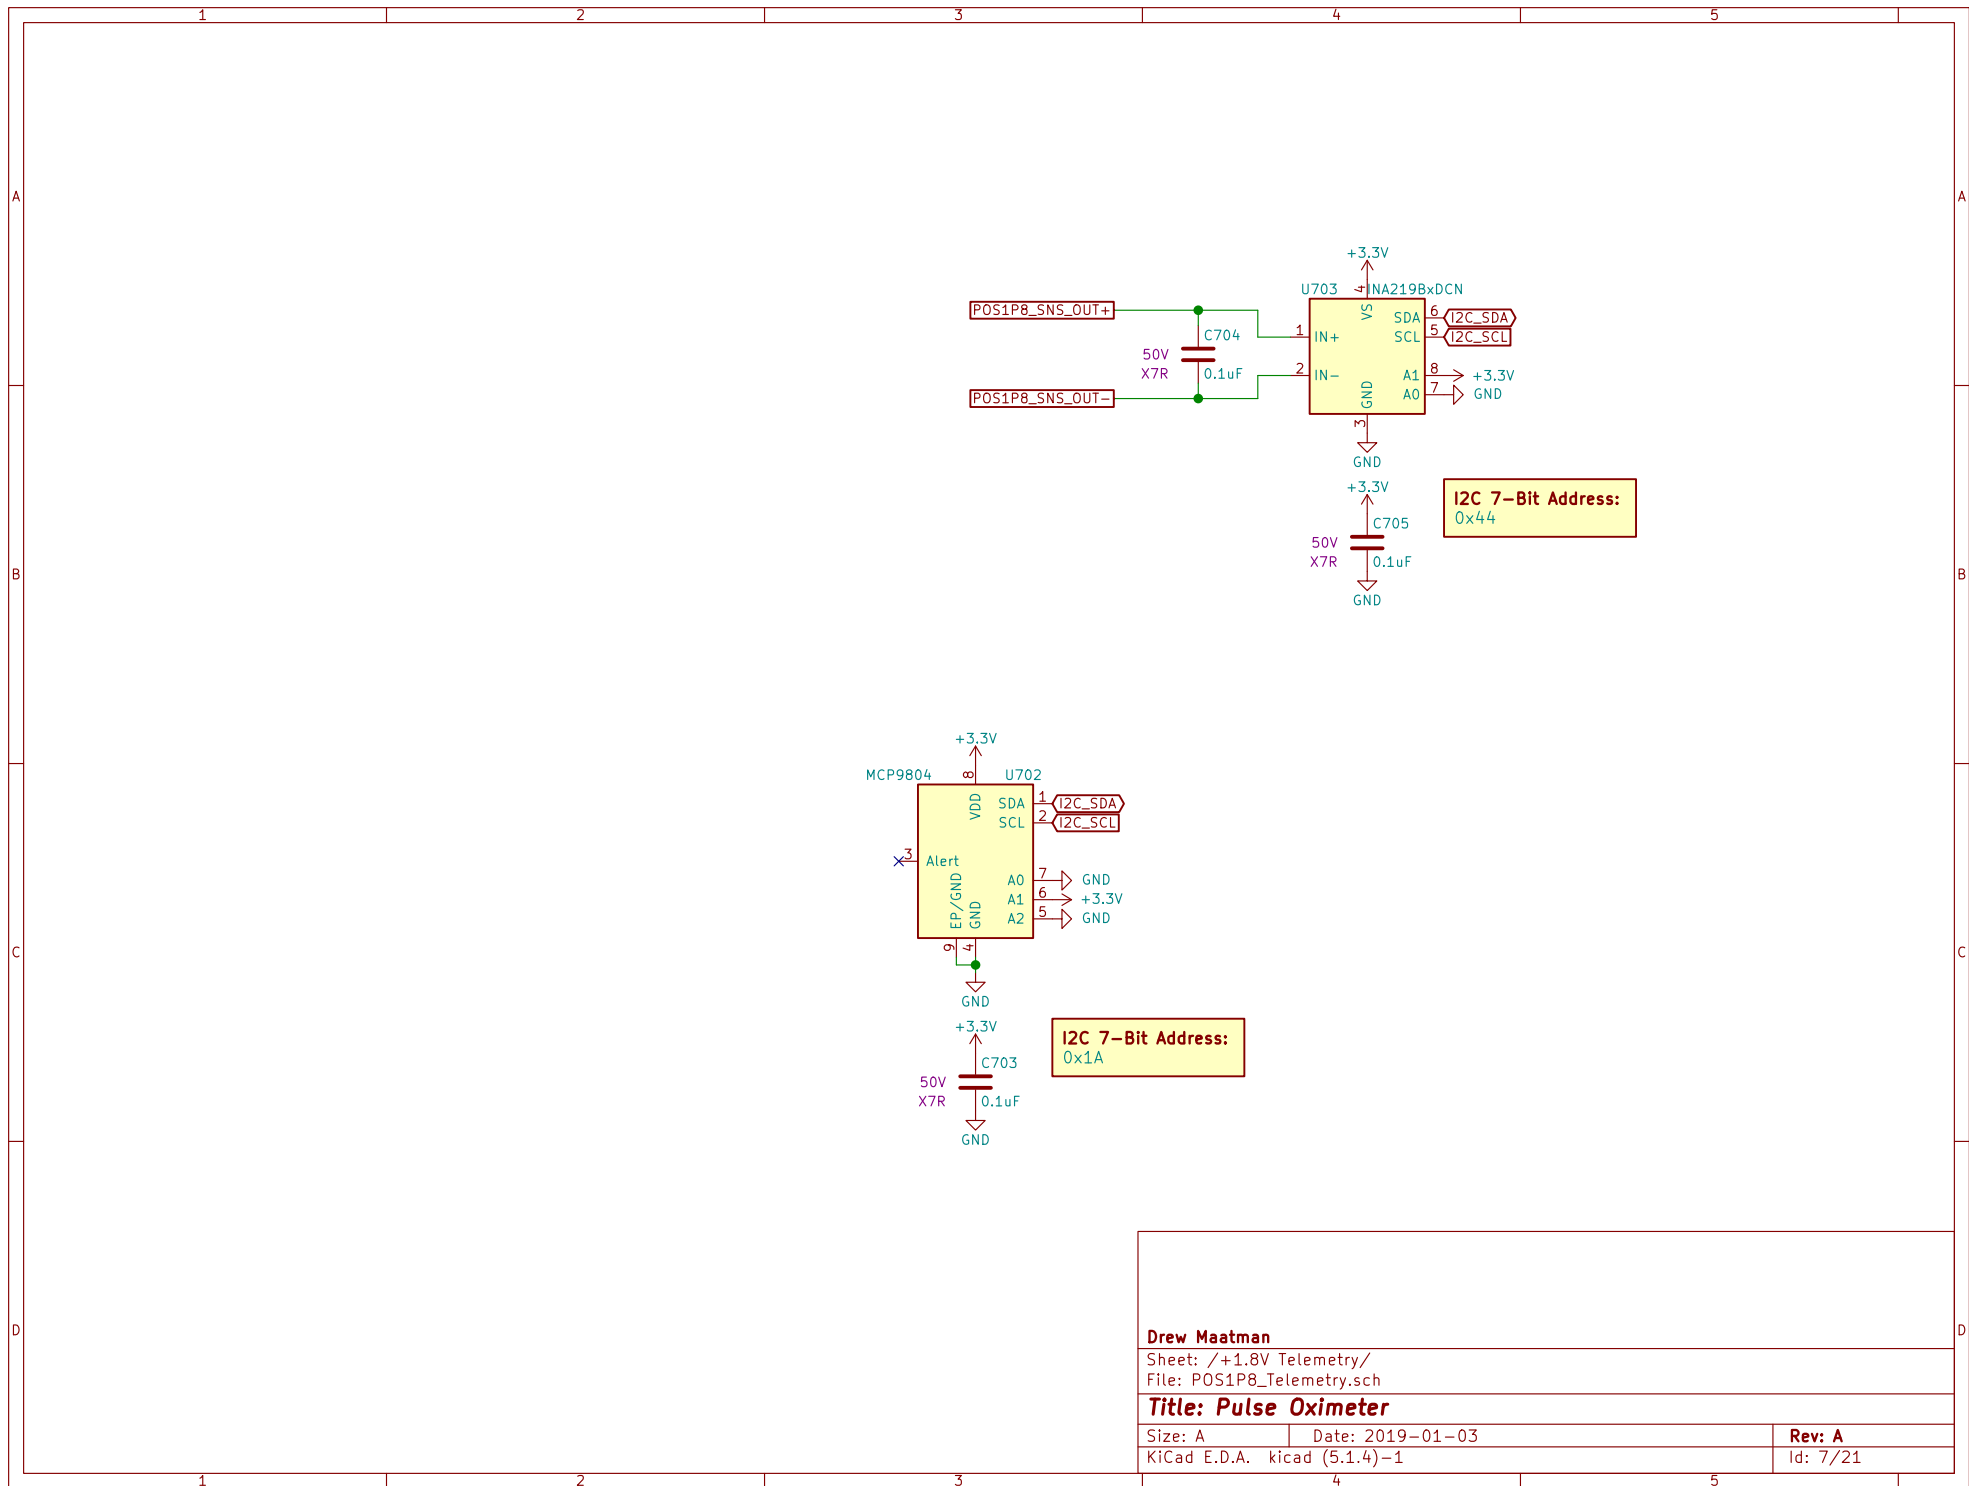 1 2 3 4 5
A A
+3.3V
U703 INA219BxDCN
4
VS
POS1P8_SNS_OUT+
SDA 6 I2C_SDA
1 IN+ SCL 5 I2C_SCL
C704
50V
X7R 0.1uF
2 IN- A1 8 +3.3V
A0 7 GND
POS1P8_SNS_OUT-
GND
3
GND
+3.3V
I2C 7-Bit Address:
0x44
C705
50V
X7R 0.1uF
B B
GND
+3.3V
MCP9804 U702
8
VDD
SDA 1 I2C_SDA
SCL 2 I2C_SCL
3 Alert
A0 7 GND
A1 6 +3.3V
A2 5 GND
EP/GND
GND
9 4
C C
GND
+3.3V
I2C 7-Bit Address:
0x1A
C703
50V
X7R 0.1uF
GND
D D
Drew Maatman
Sheet: /+1.8V Telemetry/
File: POS1P8_Telemetry.sch
Title: Pulse Oximeter
Size: A Date: 2019-01-03 Rev: A
KiCad E.D.A. kicad (5.1.4)-1 Id: 7/21
1 2 3 4 5